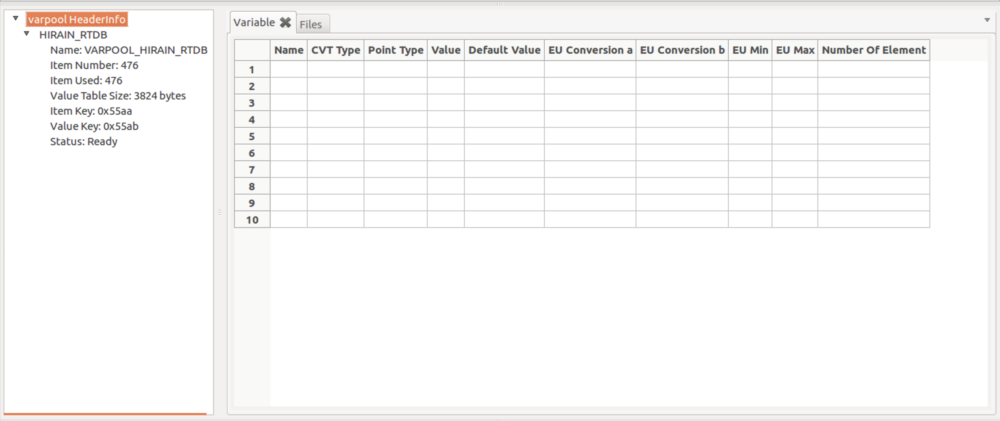 varpool HeaderInfo
HIRAIN_RTDB
Name: VARPOOL_HIRAIN_RTDB
Item Number: 476
Item Used: 476
Value Table Size: 3824 bytes
Item Key: 0x55aa
Value Key: 0x55ab
Status: Ready
Variable Files
Name CVT Type Point Type Value Default Value EU Conversion a EU Conversion b EU Min EU Max Number Of Element
1
2
3
4
5
6
7
8
9
10